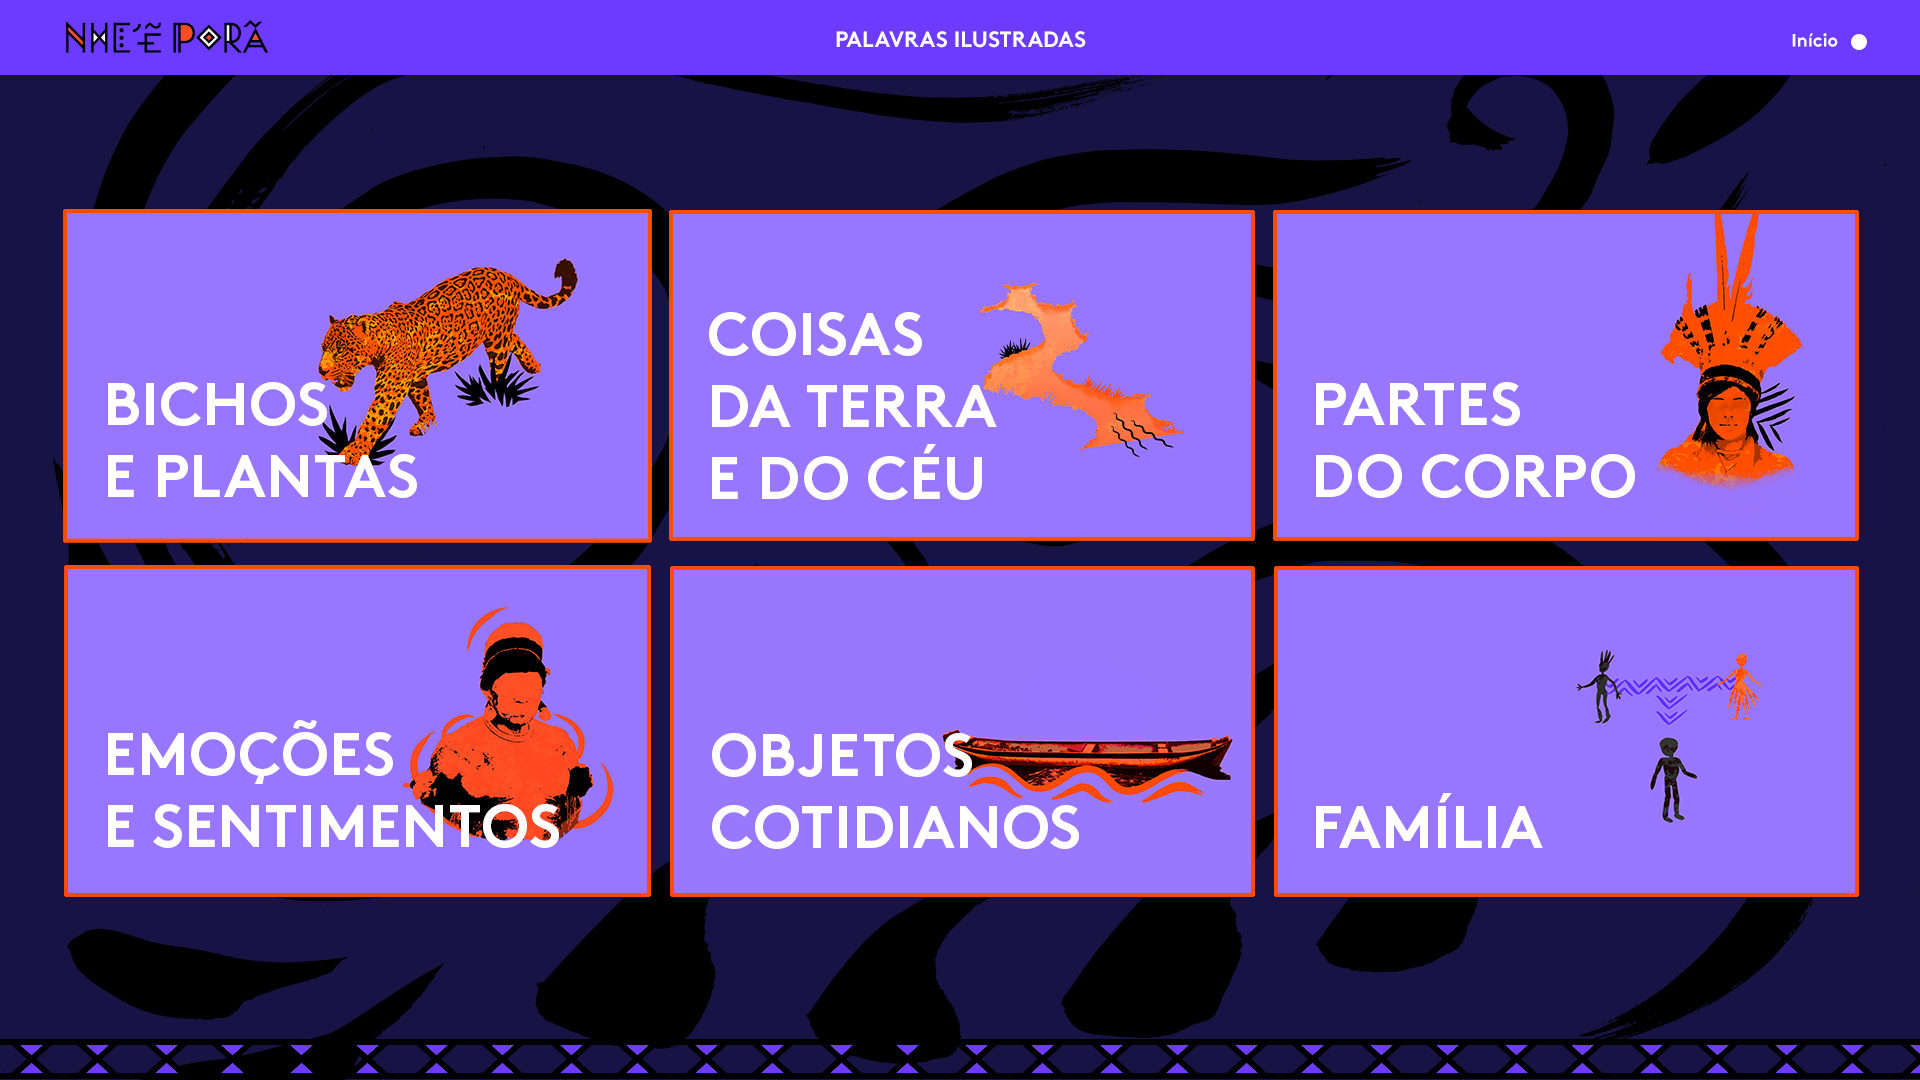 NHE'Ẽ PORÃ
PALAVRAS ILUSTRADAS
Início
BICHOS
E PLANTAS
COISAS
DA TERRA
E DO CÉU
PARTES
DO CORPO
EMOÇÕES
E SENTIMENTOS
OBJETOS
COTIDIANOS
FAMÍLIA